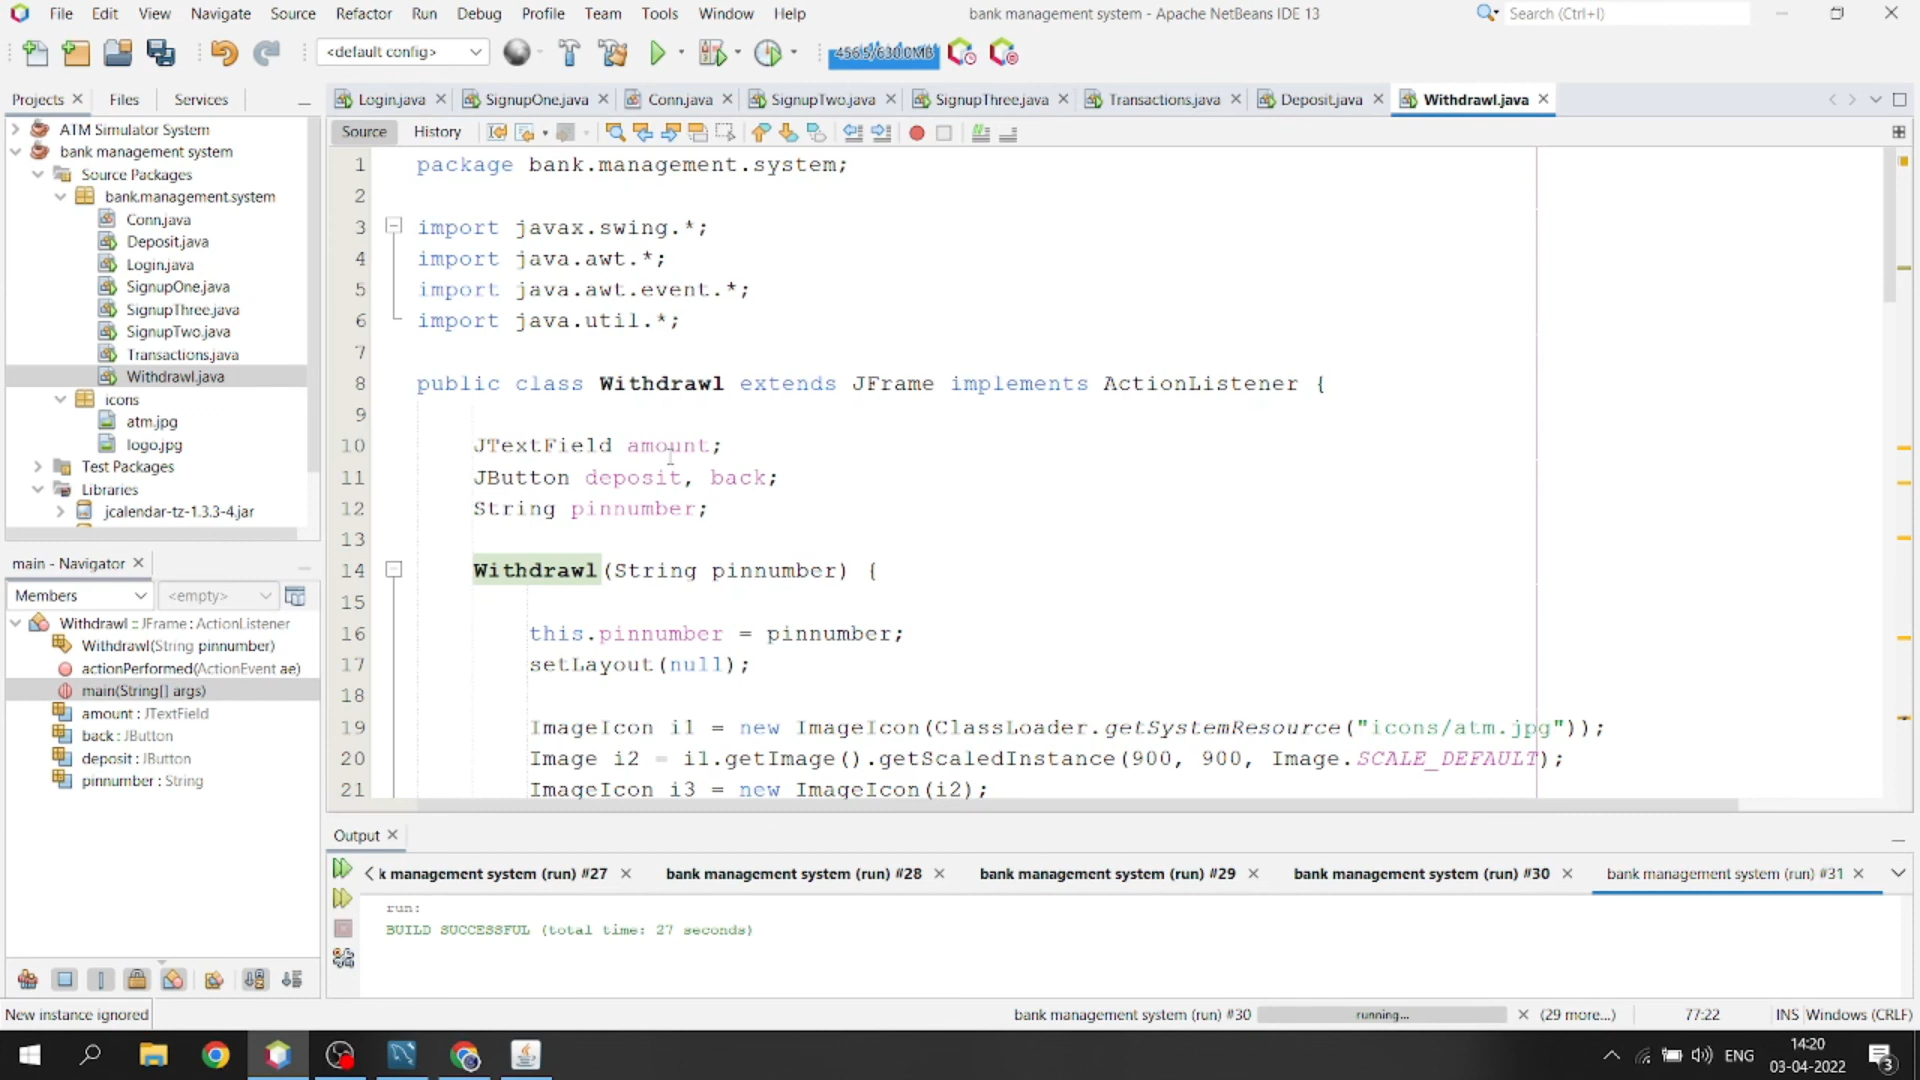 File Edit View Navigate Source Refactor Run Debug Profile Team Tools Window Help
bank management system - Apache NetBeans IDE 13
Search (Ctrl+I)
<default config>
456.5/630.0MB
Projects Files Services
Login.java SignupOne.java Conn.java SignupTwo.java SignupThree.java Transactions.java Deposit.java Withdrawl.java
Source History
ATM Simulator System
bank management system
Source Packages
bank.management.system
Conn.java
Deposit.java
Login.java
SignupOne.java
SignupThree.java
SignupTwo.java
Transactions.java
Withdrawl.java
icons
atm.jpg
logo.jpg
Test Packages
Libraries
jcalendar-tz-1.3.3-4.jar
main - Navigator
Members <empty>
Withdrawl :: JFrame : ActionListener
Withdrawl(String pinnumber)
actionPerformed(ActionEvent ae)
main(String[] args)
amount : JTextField
back : JButton
deposit : JButton
pinnumber : String
1 package bank.management.system;
2
3 import javax.swing.*;
4 import java.awt.*;
5 import java.awt.event.*;
6 import java.util.*;
7
8 public class Withdrawl extends JFrame implements ActionListener {
9
10 JTextField amount;
11 JButton deposit, back;
12 String pinnumber;
13
14 Withdrawl(String pinnumber) {
15
16 this.pinnumber = pinnumber;
17 setLayout(null);
18
19 ImageIcon i1 = new ImageIcon(ClassLoader.getSystemResource("icons/atm.jpg"));
20 Image i2 = i1.getImage().getScaledInstance(900, 900, Image.SCALE_DEFAULT);
21 ImageIcon i3 = new ImageIcon(i2);
Output
k management system (run) #27 bank management system (run) #28 bank management system (run) #29 bank management system (run) #30 bank management system (run) #31
run:
BUILD SUCCESSFUL (total time: 27 seconds)
New instance ignored
bank management system (run) #30 running... (29 more...) 77:22 INS Windows (CRLF)
ENG
14:20
03-04-2022
3